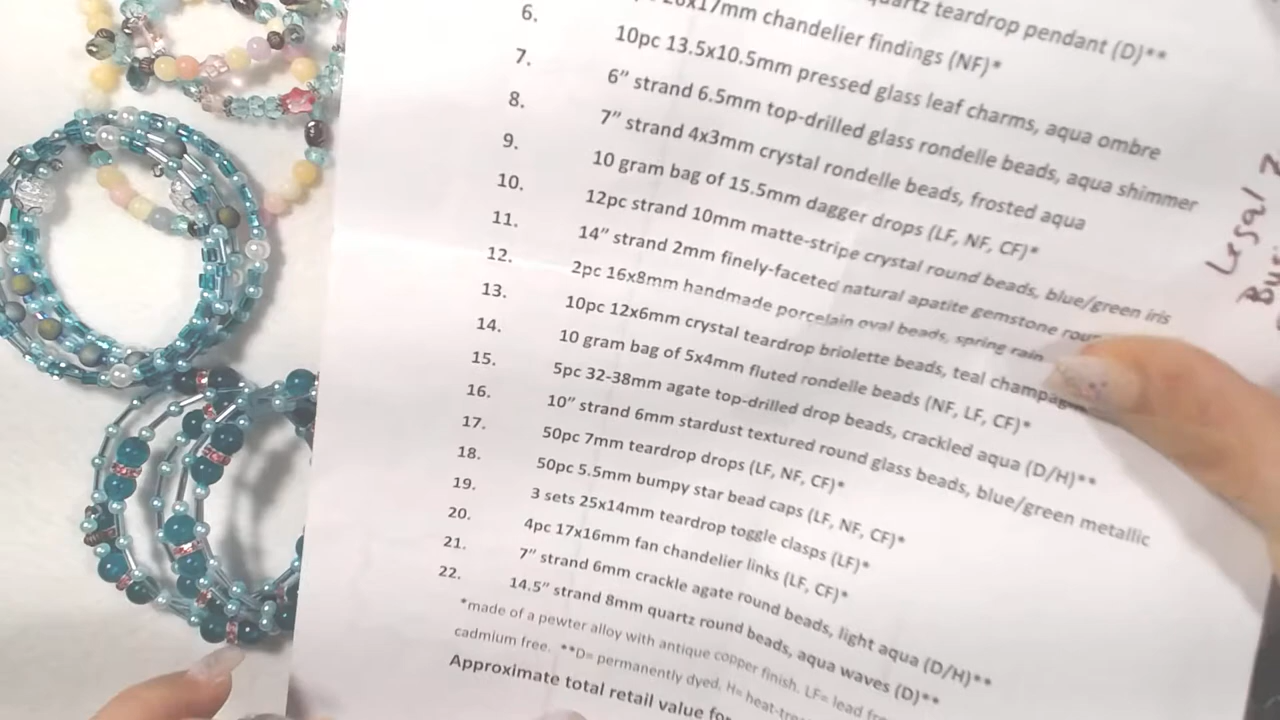 teardrop pendant (D)**
chandelier findings (NF)*
6. 10pc 13.5x10.5mm pressed glass leaf charms, aqua ombre
7. 6" strand 6.5mm top-drilled glass rondelle beads, aqua shimmer
8. 7" strand 4x3mm crystal rondelle beads, frosted aqua
9. 10 gram bag of 15.5mm dagger drops (LF, NF, CF)*
10. 12pc strand 10mm matte-stripe crystal round beads, blue/green iris
11. 14" strand 2mm finely-faceted natural apatite gemstone
12. 2pc 16x8mm handmade porcelain oval beads, spring rain
13. 10pc 12x6mm crystal teardrop briolette beads, teal
14. 10 gram bag of 5x4mm fluted rondelle beads (NF, LF, CF)*
15. 5pc 32-38mm agate top-drilled drop beads, crackled aqua (D/H)**
16. 10" strand 6mm stardust textured round glass beads, blue/green metallic
17. 50pc 7mm teardrop drops (LF, NF, CF)*
18. 50pc 5.5mm bumpy star bead caps (LF, NF, CF)*
19. 3 sets 25x14mm teardrop toggle clasps (LF)*
20. 4pc 17x16mm fan chandelier links (LF, CF)*
21. 7" strand 6mm crackle agate round beads, light aqua (D/H)**
22. 14.5" strand 8mm quartz round beads, aqua waves (D)**
*made of a pewter alloy with antique copper finish. LF= lead
cadmium free. **D= permanently dyed, H=
Approximate total retail value